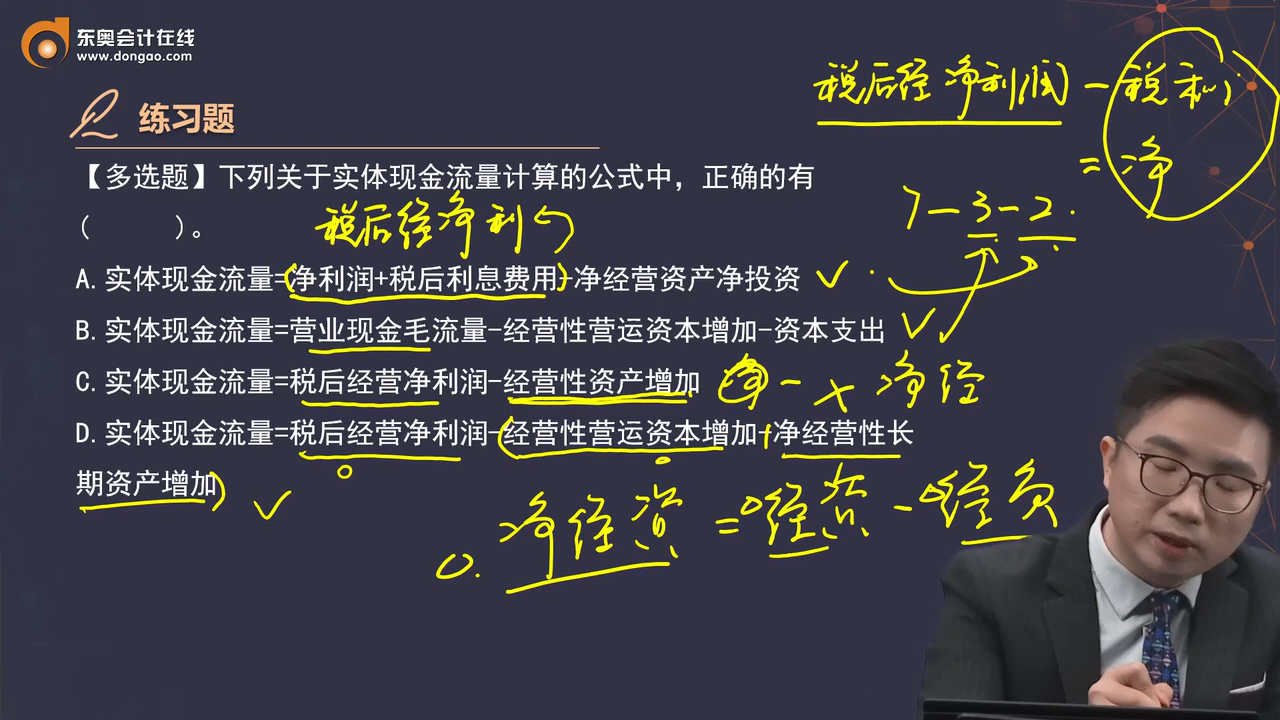 东奥会计在线
www.dongao.com
税后经净利润-税利
=净
练习题
【多选题】下列关于实体现金流量计算的公式中，正确的有
(　　)。
税后经净利
7-3-2
A.实体现金流量=(净利润+税后利息费用)-净经营资产净投资
B.实体现金流量=营业现金毛流量-经营性营运资本增加-资本支出
C.实体现金流量=税后经营净利润-经营性资产增加
净经
D.实体现金流量=税后经营净利润-(经营性营运资本增加+净经营性长
期资产增加)
净经资=经资-经负